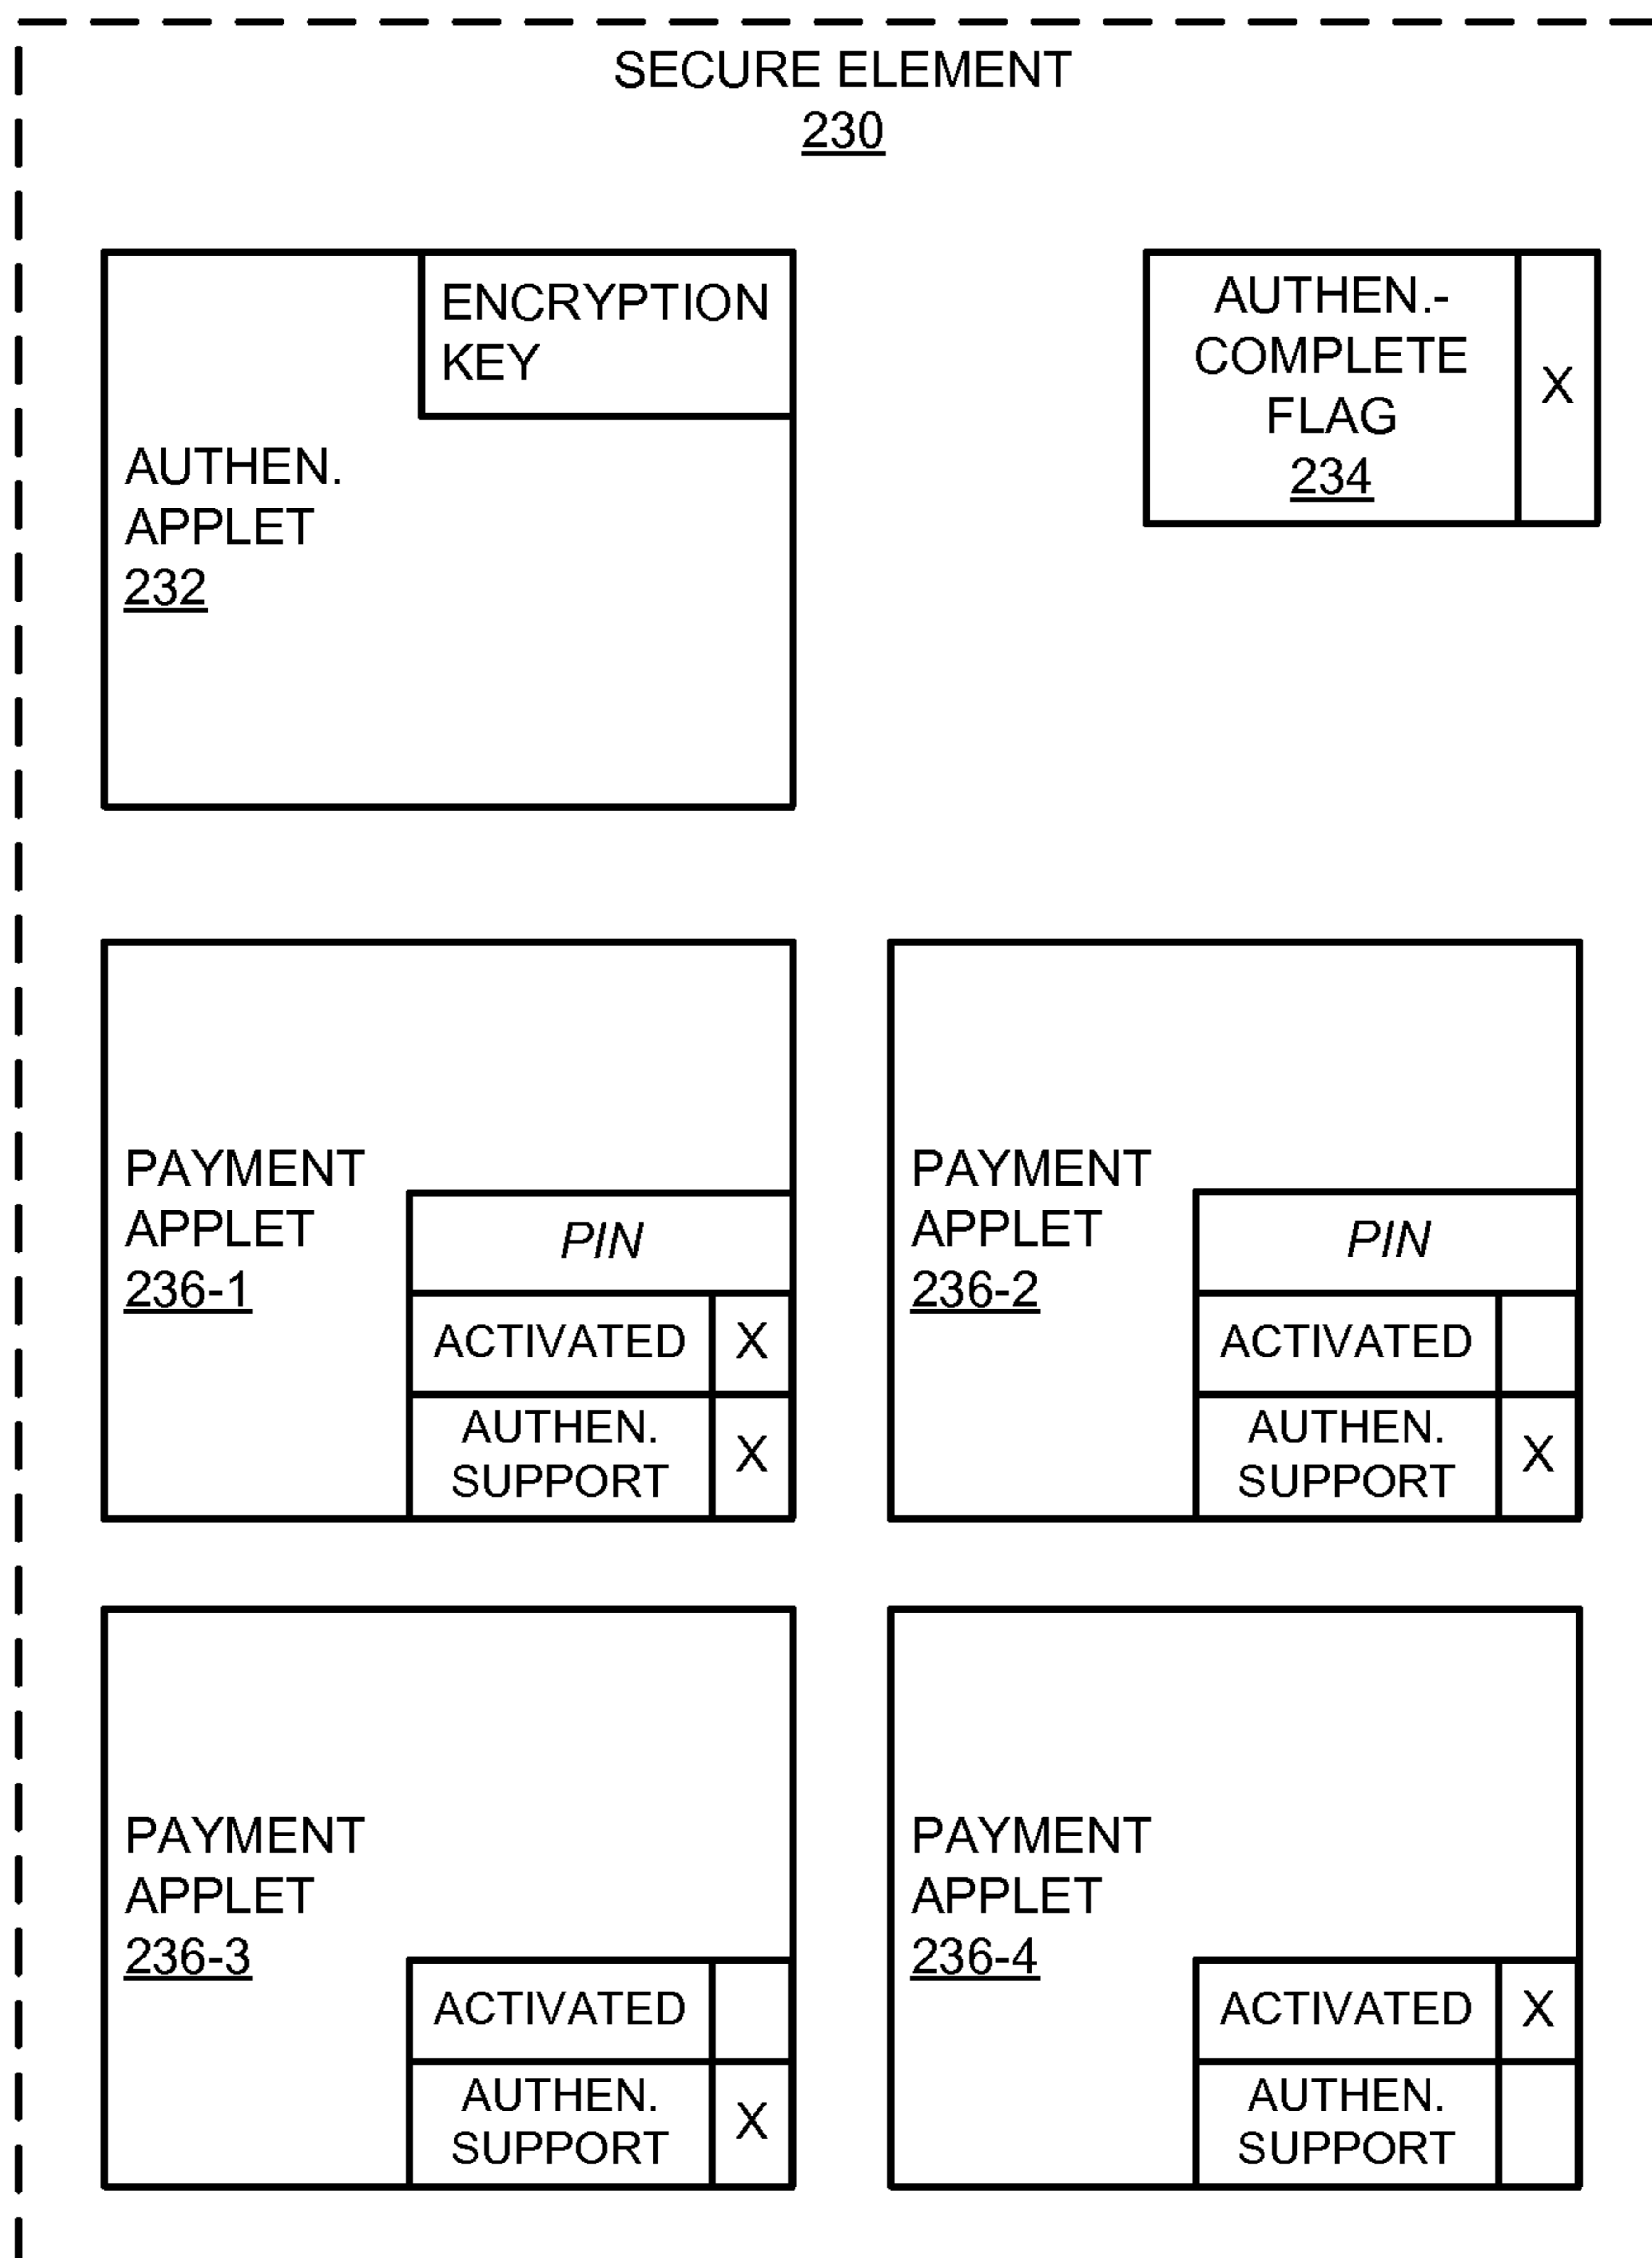 SECURE ELEMENT
230
ENCRYPTION
KEY
AUTHEN.
APPLET
232
AUTHEN.-
COMPLETE
FLAG
234
X
PAYMENT
APPLET
236-1
PIN
ACTIVATED X
AUTHEN.
SUPPORT X
PAYMENT
APPLET
236-2
PIN
ACTIVATED
AUTHEN.
SUPPORT X
PAYMENT
APPLET
236-3
ACTIVATED
AUTHEN.
SUPPORT X
PAYMENT
APPLET
236-4
ACTIVATED X
AUTHEN.
SUPPORT